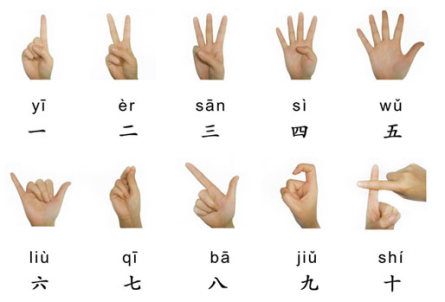 yī èr sān sì wǔ
一 二 三 四 五
liù qī bā jiǔ shí
六 七 八 九 十